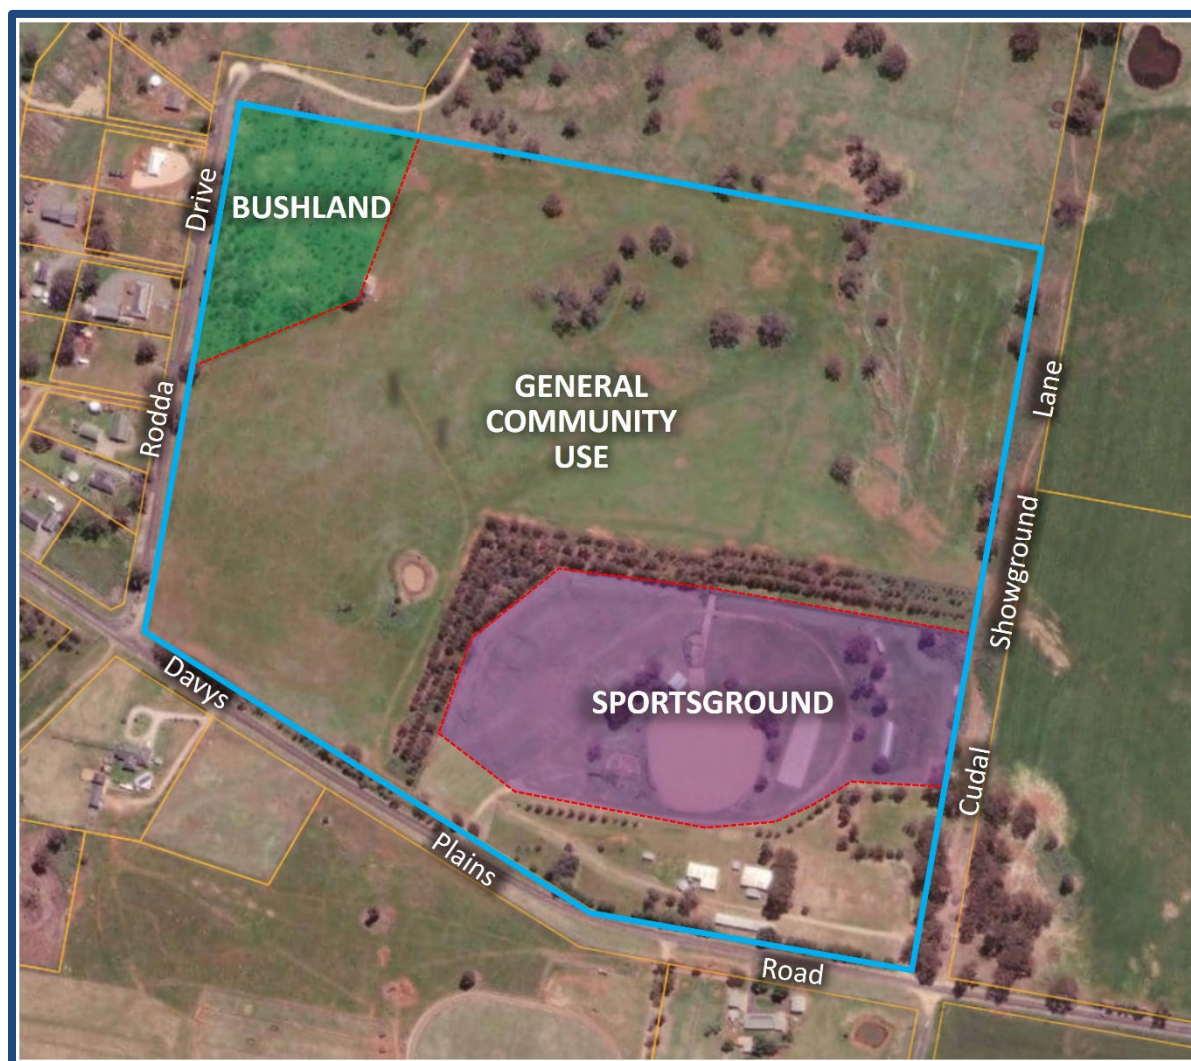 BUSHLAND
Drive
Rodda
GENERAL
COMMUNITY
USE
Lane
Showground
SPORTSGROUND
Cudal
Davys
Plains
Road